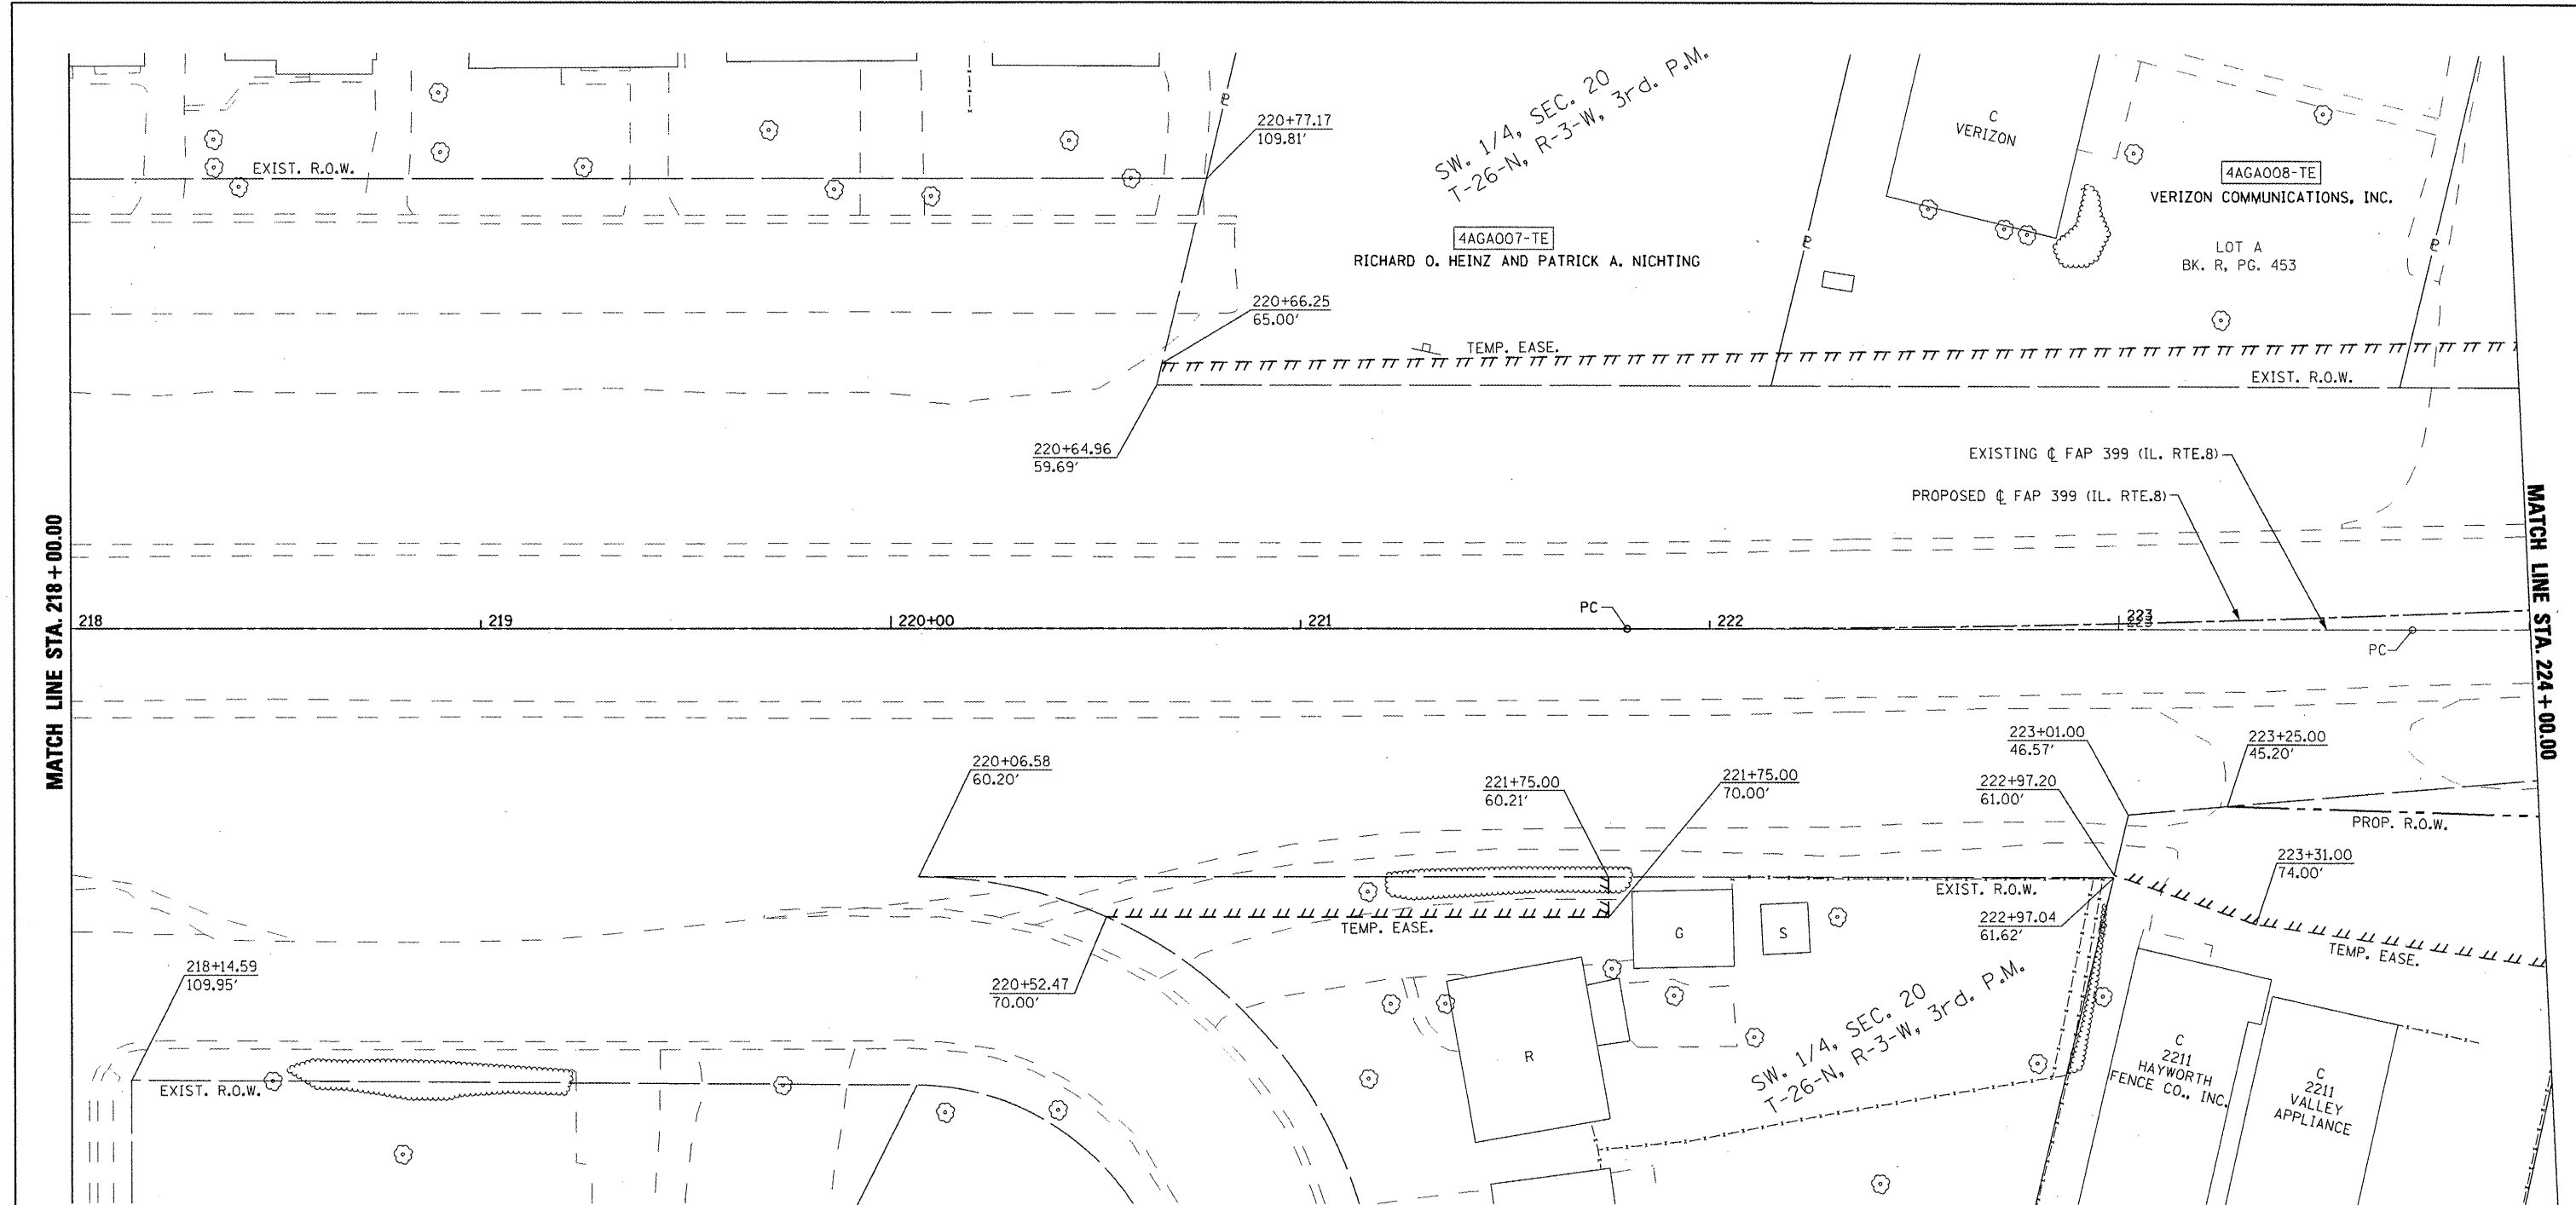 SW. 1/4, SEC. 20
T-26-N, R-3-W, 3rd. P.M.
220+77.17
109.81'
C
VERIZON
EXIST. R.O.W.
4AGA008-TE
VERIZON COMMUNICATIONS, INC.
4AGA007-TE
RICHARD O. HEINZ AND PATRICK A. NICHTING
LOT A
BK. R, PG. 453
220+66.25
65.00'
TEMP. EASE.
EXIST. R.O.W.
220+64.96
59.69'
EXISTING ℄ FAP 399 (IL. RTE.8)
PROPOSED ℄ FAP 399 (IL. RTE.8)
MATCH LINE STA. 218+00.00
MATCH LINE STA. 224+00.00
218
219
220+00
221
PC
222
223
223
PC
223+01.00
46.57'
223+25.00
45.20'
220+06.58
60.20'
221+75.00
60.21'
221+75.00
70.00'
222+97.20
61.00'
PROP. R.O.W.
223+31.00
74.00'
EXIST. R.O.W.
222+97.04
61.62'
TEMP. EASE.
G
S
TEMP. EASE.
218+14.59
109.95'
220+52.47
70.00'
SW. 1/4, SEC. 20
T-26-N, R-3-W, 3rd. P.M.
R
EXIST. R.O.W.
C
2211
HAYWORTH
FENCE CO., INC.
C
2211
VALLEY
APPLIANCE